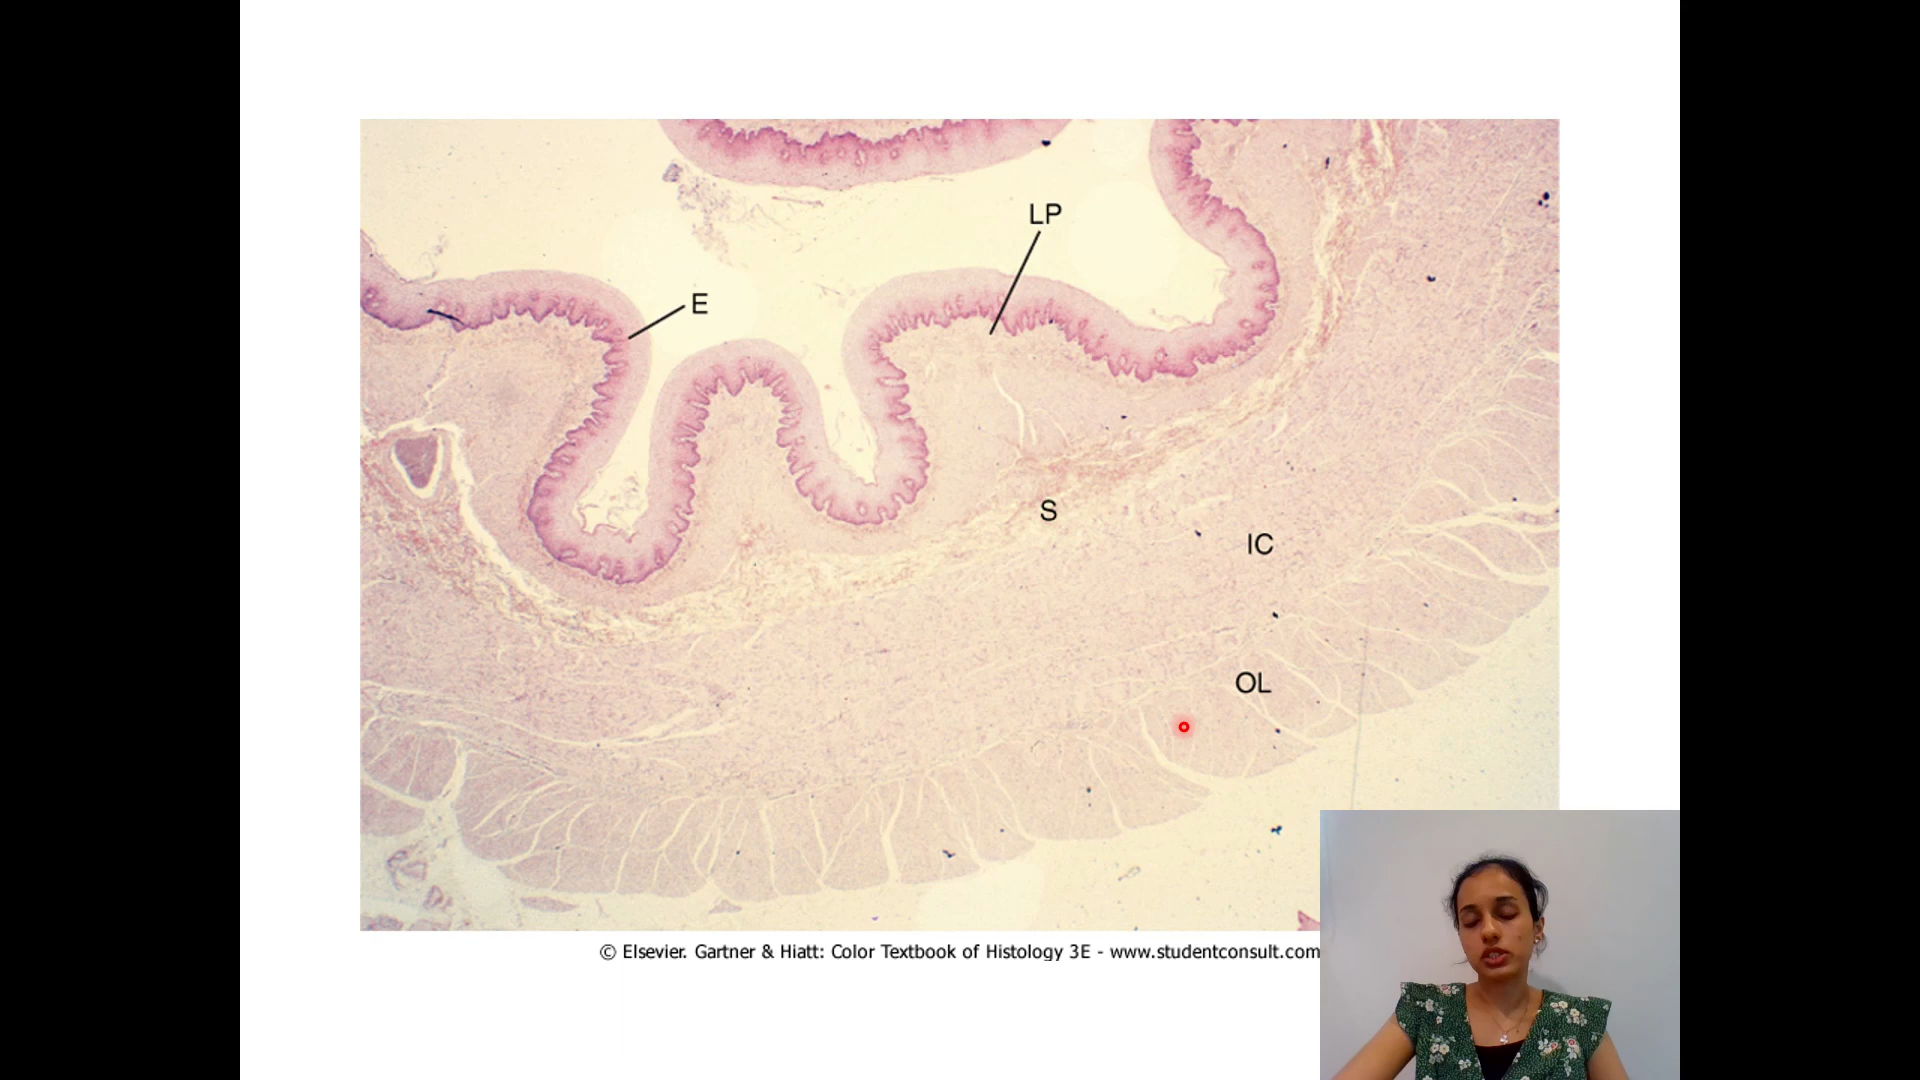 LP
E
S
IC
OL
© Elsevier. Gartner & Hiatt: Color Textbook of Histology 3E - www.studentconsult.com